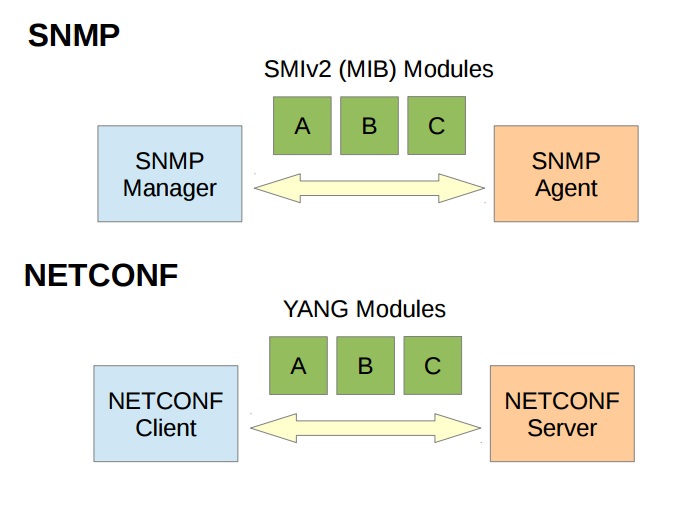 SNMP
SMIv2 (MIB) Modules
A B C
SNMP
Manager
SNMP
Agent
NETCONF
YANG Modules
A B C
NETCONF
Client
NETCONF
Server